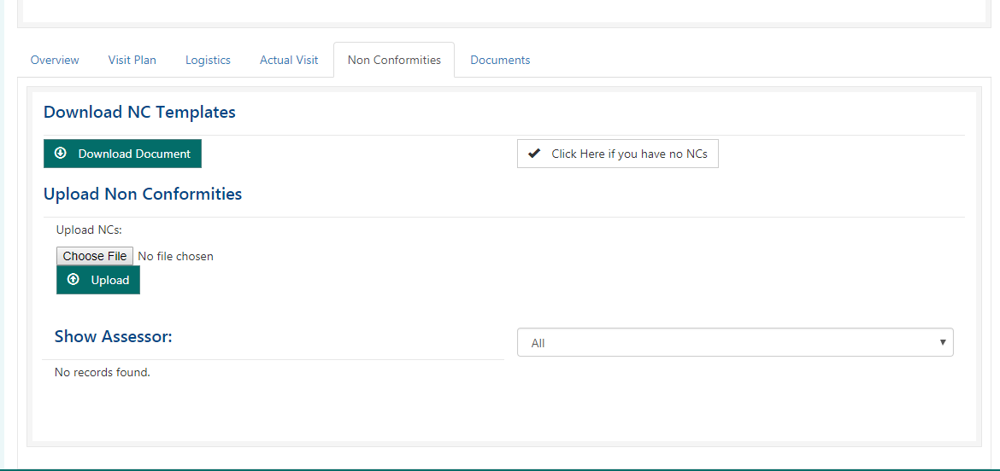 Overview Visit Plan Logistics Actual Visit Non Conformities Documents
Download NC Templates
Download Document Click Here if you have no NCs
Upload Non Conformities
Upload NCs:
Choose File No file chosen
Upload
Show Assessor: All
No records found.